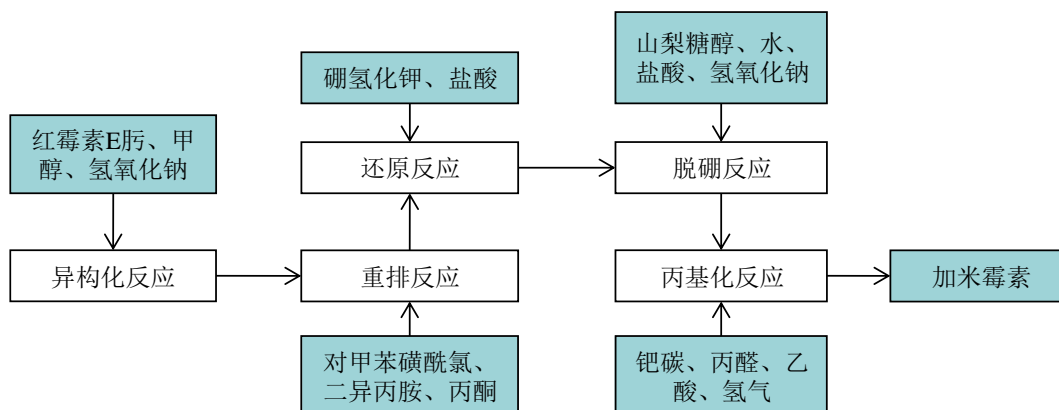 硼氢化钾、盐酸
山梨糖醇、水、
盐酸、氢氧化钠
红霉素E肟、甲
醇、氢氧化钠
还原反应
脱硼反应
异构化反应
重排反应
丙基化反应
加米霉素
对甲苯磺酰氯、
二异丙胺、丙酮
钯碳、丙醛、乙
酸、氢气